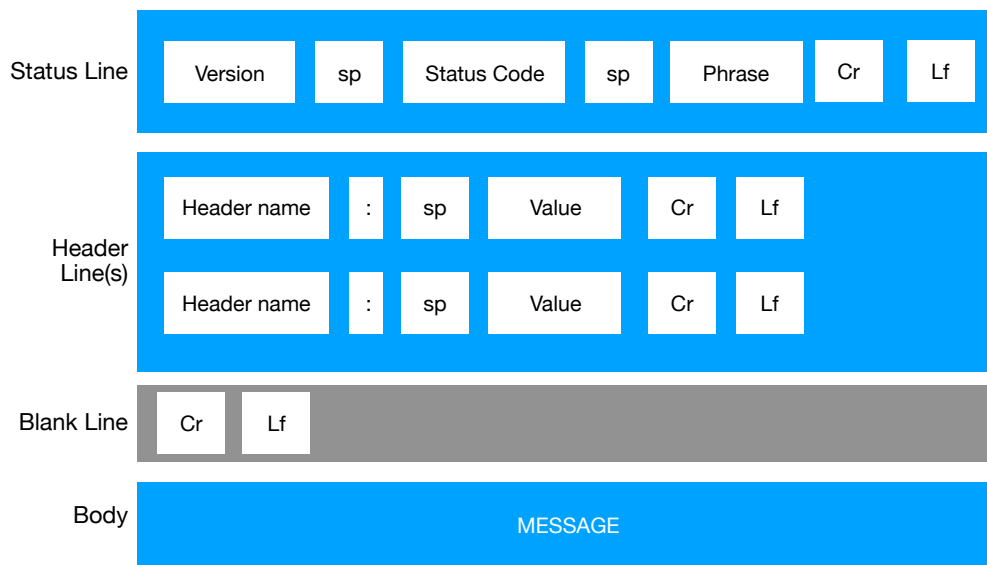 Status Line Version sp Status Code sp Phrase Cr Lf
Header name : sp Value Cr Lf
Header
Line(s)
Header name : sp Value Cr Lf
Blank Line Cr Lf
Body MESSAGE